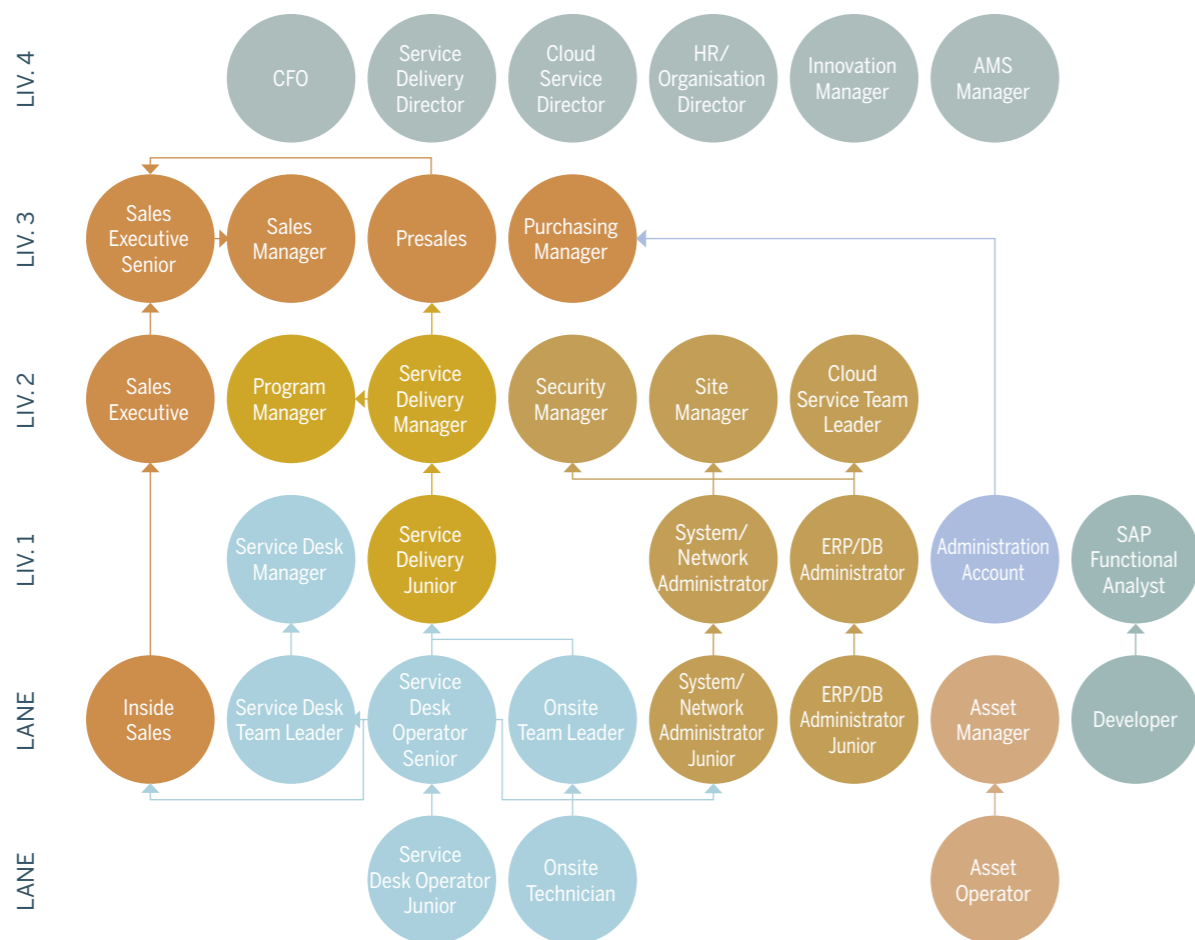 LIV. 4
CFO
Service
Delivery
Director
Cloud
Service
Director
HR/
Organisation
Director
Innovation
Manager
AMS
Manager
LIV. 3
Sales
Executive
Senior
Sales
Manager
Presales
Purchasing
Manager
LIV. 2
Sales
Executive
Program
Manager
Service
Delivery
Manager
Security
Manager
Site
Manager
Cloud
Service Team
Leader
LIV. 1
Service Desk
Manager
Service
Delivery
Junior
System/
Network
Administrator
ERP/DB
Administrator
Administration
Account
SAP
Functional
Analyst
LANE
Inside
Sales
Service Desk
Team Leader
Service
Desk
Operator
Senior
Onsite
Team Leader
System/
Network
Administrator
Junior
ERP/DB
Administrator
Junior
Asset
Manager
Developer
LANE
Service
Desk Operator
Junior
Onsite
Technician
Asset
Operator